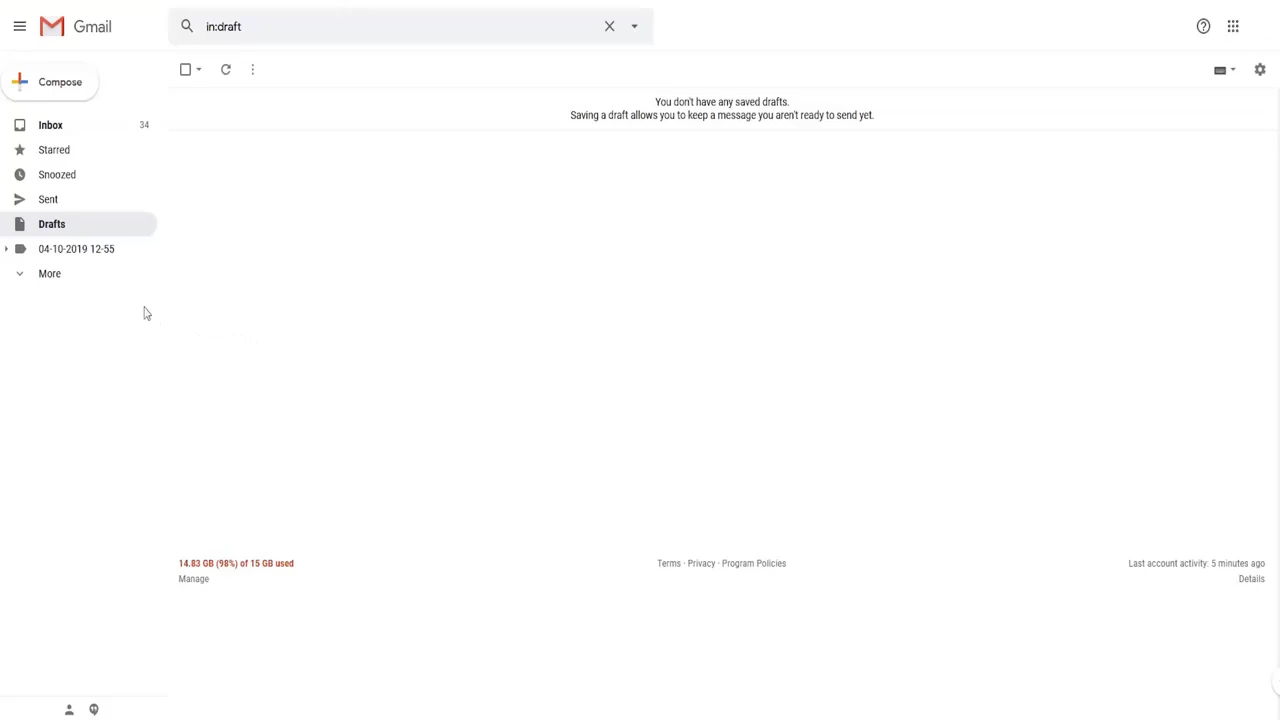 Gmail
in:draft
Compose
Inbox 34
Starred
Snoozed
Sent
Drafts
04-10-2019 12-55
More
You don't have any saved drafts.
Saving a draft allows you to keep a message you aren't ready to send yet.
14.83 GB (98%) of 15 GB used
Manage
Terms · Privacy · Program Policies
Last account activity: 5 minutes ago
Details